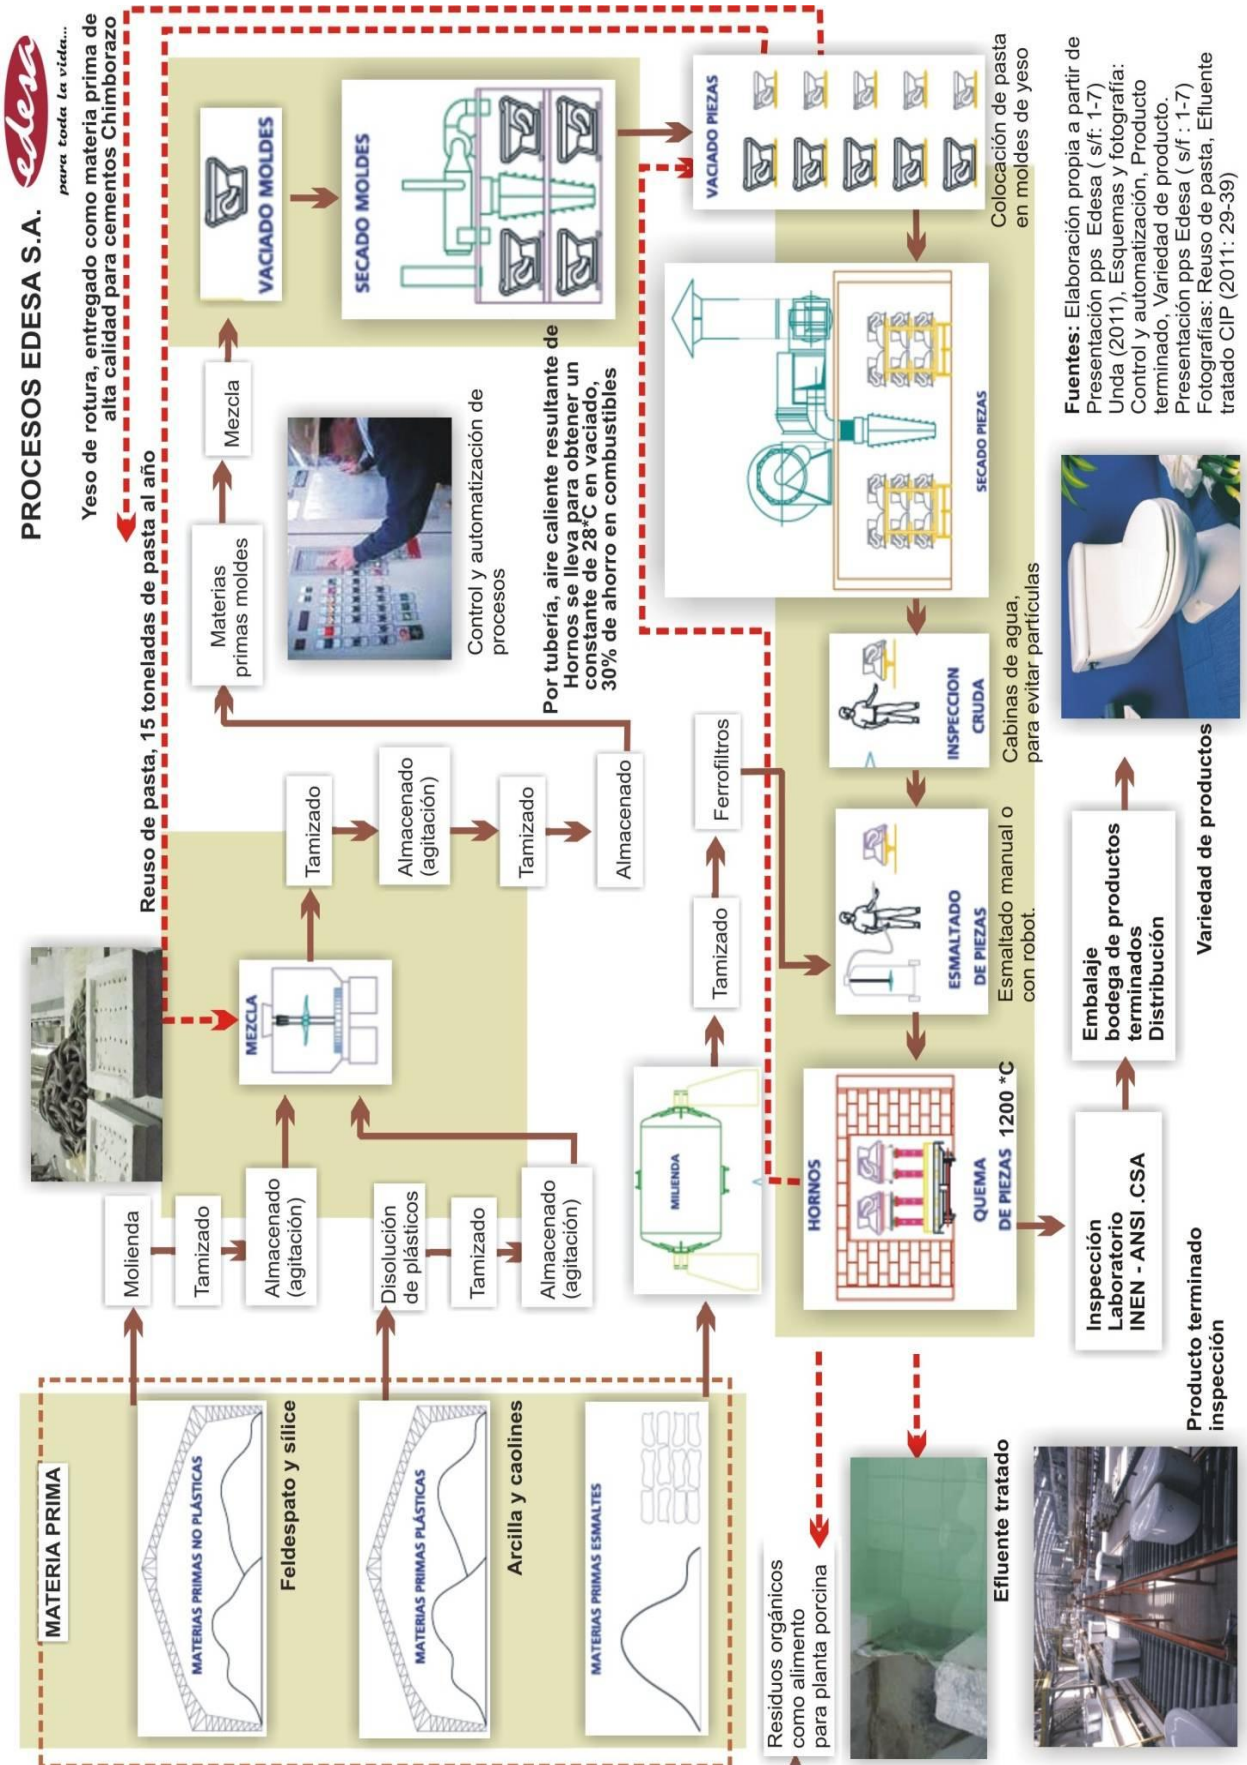 PROCESOS EDESA S.A.
edesa
para toda la vida...
Yeso de rotura, entregado como materia prima de
alta calidad para cementos Chimborazo
Reuso de pasta, 15 toneladas de pasta al año
MATERIA PRIMA
MATERIAS PRIMAS NO PLÁSTICAS
Feldespato y sílice
MATERIAS PRIMAS PLÁSTICAS
Arcilla y caolines
MATERIAS PRIMAS ESMALTES
Molienda
Tamizado
Almacenado
(agitación)
Disolución
de plásticos
Tamizado
Almacenado
(agitación)
MEZCLA
Tamizado
Almacenado
(agitación)
Tamizado
Almacenado
Materias
primas moldes
Mezcla
VACIADO MOLDES
SECADO MOLDES
Control y automatización de
procesos
Por tubería, aire caliente resultante de
Hornos se lleva para obtener un
constante de 28*C en vaciado,
30% de ahorro en combustibles
MILIENDA
Tamizado
Ferrofiltros
VACIADO PIEZAS
Colocación de pasta
en moldes de yeso
SECADO PIEZAS
INSPECCION
CRUDA
Cabinas de agua,
para evitar partículas
ESMALTADO
DE PIEZAS
Esmaltado manual o
con robot.
HORNOS
QUEMA
DE PIEZAS 1200 *C
Residuos orgánicos
como alimento
para planta porcina
Efluente tratado
Inspección
Laboratorio
INEN - ANSI .CSA
Embalaje
bodega de productos
terminados
Distribución
Producto terminado
inspección
Variedad de productos
Fuentes: Elaboración propia a partir de
Presentación pps Edesa ( s/f: 1-7)
Unda (2011), Esquemas y fotografía:
Control y automatización, Producto
terminado, Variedad de producto.
Presentación pps Edesa ( s/f : 1-7)
Fotografías: Reuso de pasta, Efluente
tratado CIP (2011: 29-39)